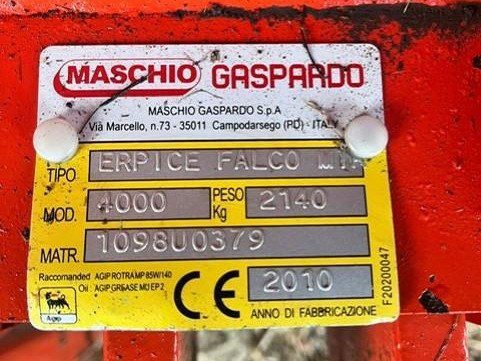 MASCHIO GASPARDO
MASCHIO GASPARDO S.p.A
Via Marcello, n.73 - 35011 Campodarsego (PD) - ITALY
TIPO ERPICE FALCO
MOD. 4000 PESO Kg 2140
MATR. 1098U0379
Raccomanded AGIP ROTRA MP 85W/140
Oil : AGIP GREASE MU EP 2
Agip
CE 2010
ANNO DI FABBRICAZIONE
F20200047